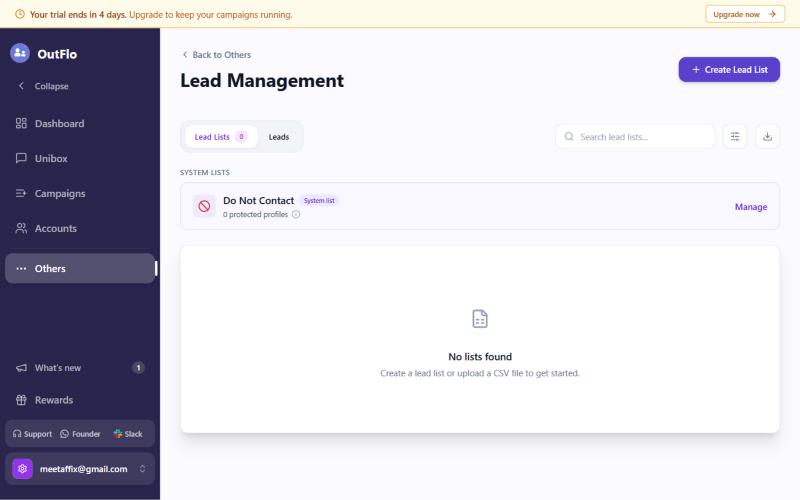 Your trial ends in 4 days. Upgrade to keep your campaigns running.
Upgrade now
OutFlo
Collapse
Dashboard
Unibox
Campaigns
Accounts
Others
What's new 1
Rewards
Support Founder Slack
meetaffix@gmail.com
Back to Others
Lead Management
Create Lead List
Lead Lists 0 Leads
Search lead lists...
SYSTEM LISTS
Do Not Contact System list
0 protected profiles
Manage
No lists found
Create a lead list or upload a CSV file to get started.